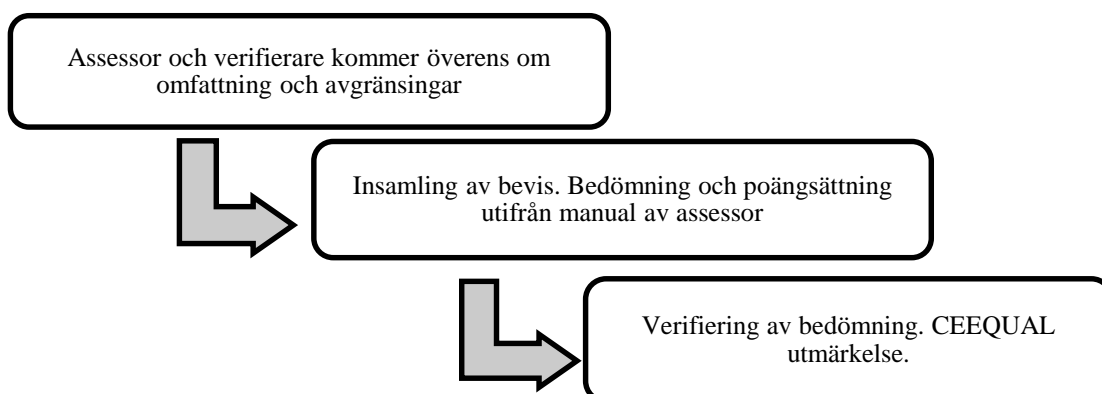 Assessor och verifierare kommer överens om
omfattning och avgränsingar
Insamling av bevis. Bedömning och poängsättning
utifrån manual av assessor
Verifiering av bedömning. CEEQUAL
utmärkelse.